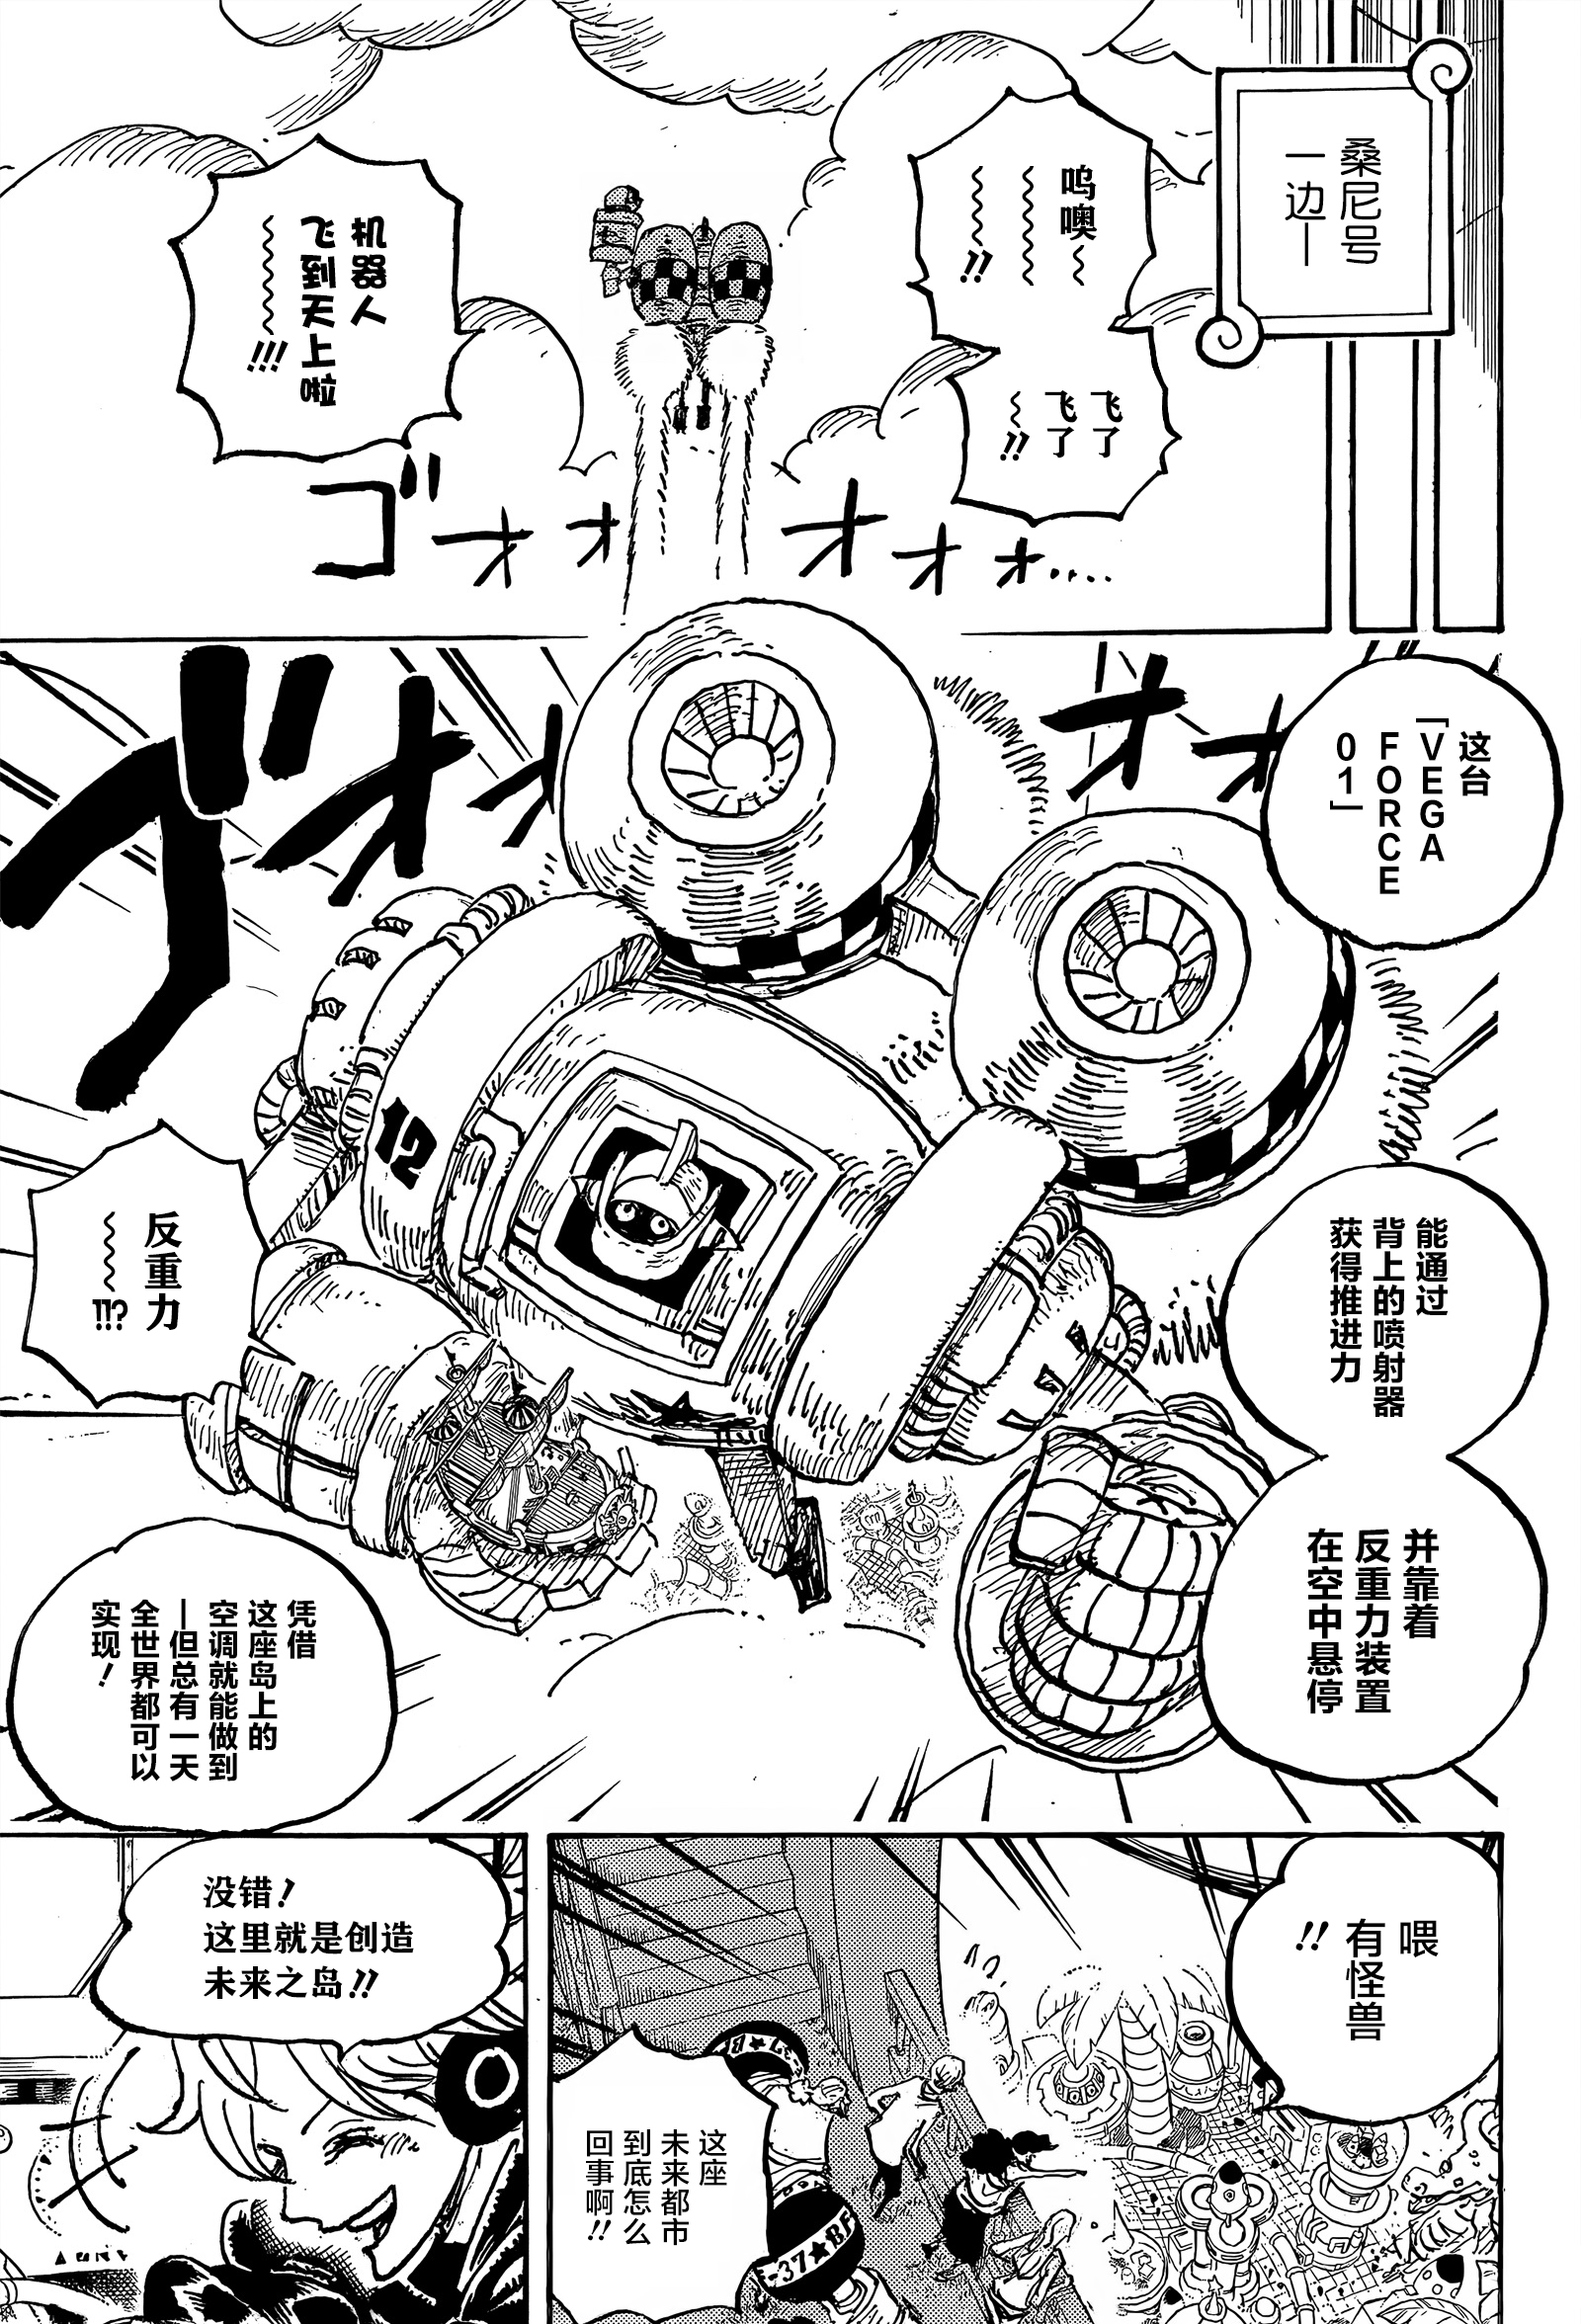 桑尼号
一边—
呜噢～
～～～
～～～!!
飞了
飞了
～!!
机器人
飞到天上啦
～～～!!!
ゴオオオオオ....
这台
「VEGA
FORCE
01」
能通过
背上的喷射器
获得推进力
并靠着
反重力装置
在空中悬停
オ
ゴオオオ
12
反重力
～～～!!?
凭借
这座岛上的
空调就能做到
—但总有一天
全世界都可以
实现！
喂
有怪兽
!!
这座
未来都市
到底怎么
回事啊!!
37★BF
没错！
这里就是创造
未来之岛!!